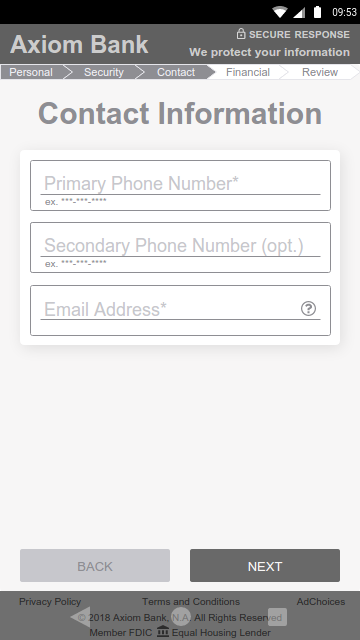 09:53
Axiom Bank
SECURE RESPONSE
We protect your information
Personal Security Contact Financial Review
Contact Information
Primary Phone Number*
ex. ***-***-****
Secondary Phone Number (opt.)
ex. ***-***-****
Email Address*
?
BACK NEXT
Privacy Policy Terms and Conditions AdChoices
© 2018 Axiom Bank, N.A. All Rights Reserved
Member FDIC Equal Housing Lender